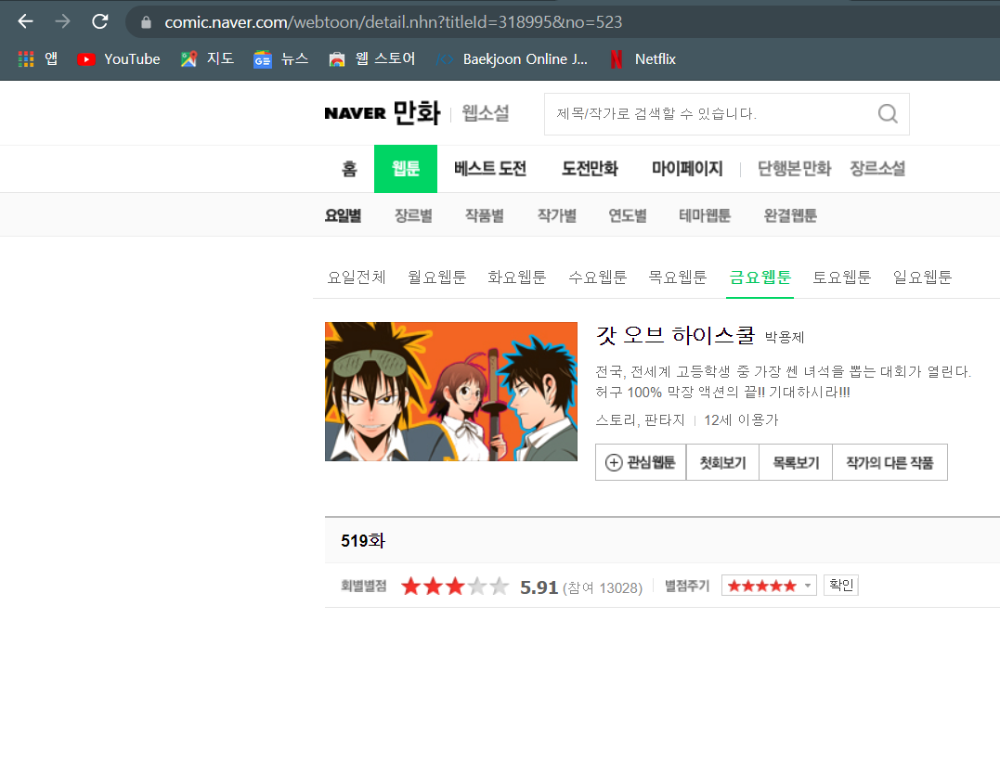 comic.naver.com/webtoon/detail.nhn?titleId=318995&no=523
앱 YouTube 지도 뉴스 웹 스토어 Baekjoon Online J... Netflix
NAVER 만화 웹소설 제목/작가로 검색할 수 있습니다.
홈 웹툰 베스트 도전 도전만화 마이페이지 단행본 만화 장르소설
요일별 장르별 작품별 작가별 연도별 테마웹툰 완결웹툰
요일전체 월요웹툰 화요웹툰 수요웹툰 목요웹툰 금요웹툰 토요웹툰 일요웹툰
갓 오브 하이스쿨 박용제
전국, 전세계 고등학생 중 가장 쎈 녀석을 뽑는 대회가 열린다.
허구 100% 막장 액션의 끝!! 기대하시라!!!
스토리, 판타지 12세 이용가
관심웹툰 첫회보기 목록보기 작가의 다른 작품
519화
회별별점 5.91 (참여 13028) 별점주기 확인